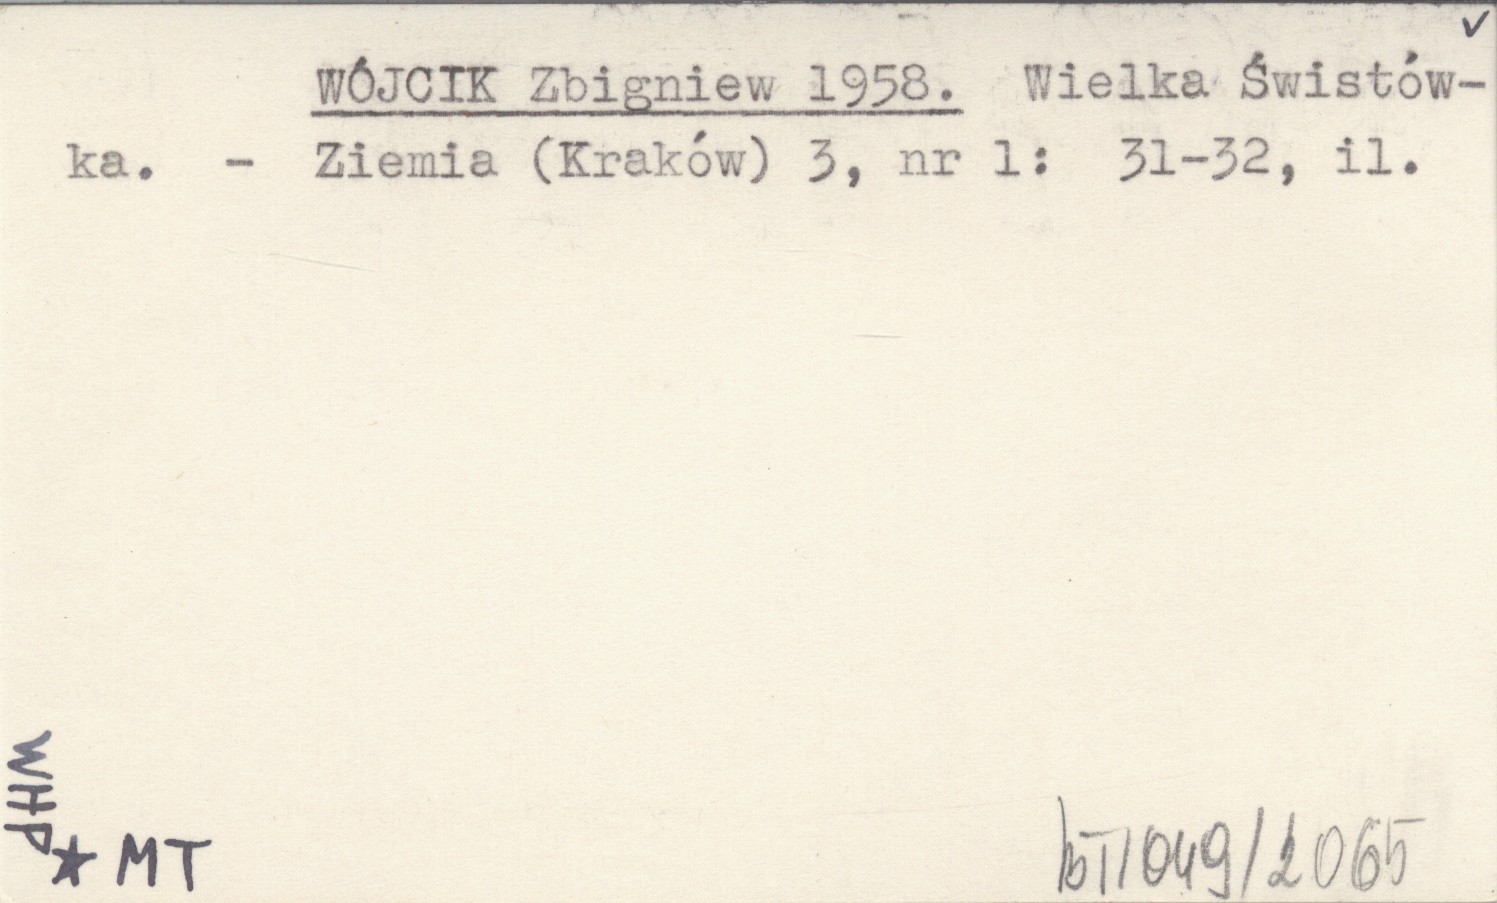 ✓
WÓJCIK Zbigniew 1958. Wielka Świstów-
ka. - Ziemia (Kraków) 3, nr 1: 31-32, il.
WHP
* MT
bT/049/2065